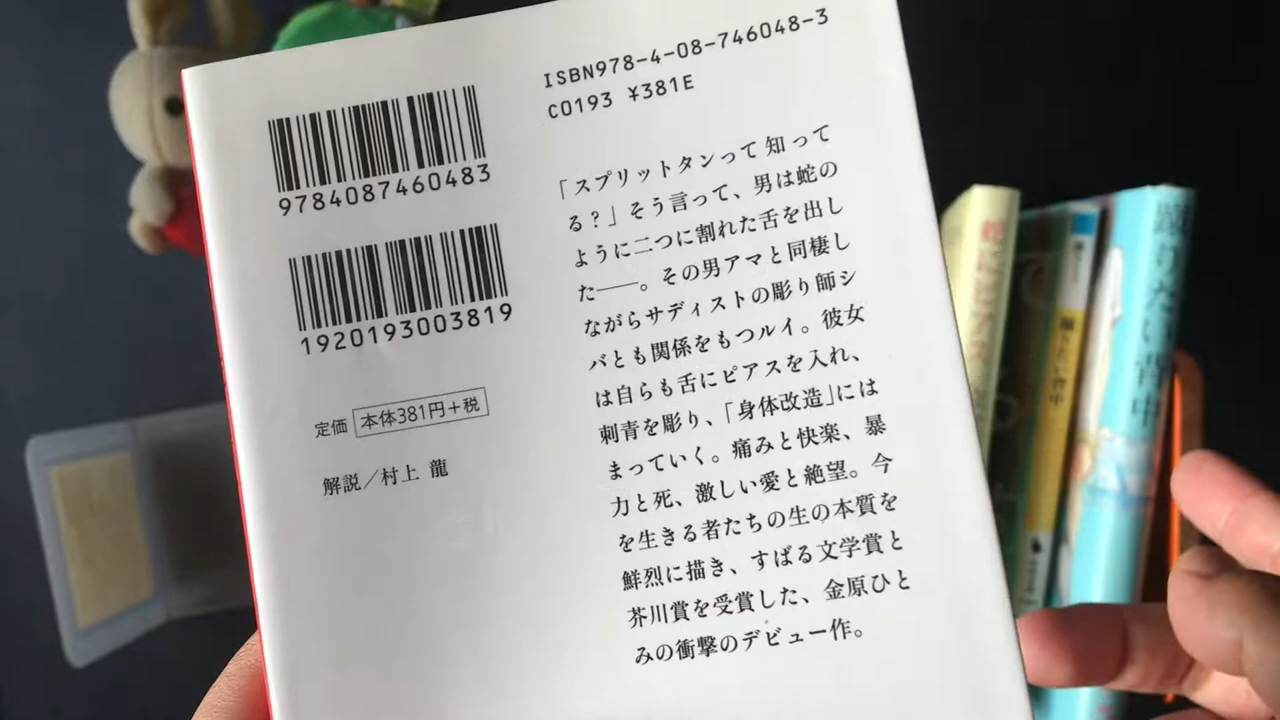 ISBN978-4-08-746048-3
C0193 ¥381E
9784087460483
1920193003819
定価 本体381円+税
解説/村上 龍
「スプリットタンって知って
る?」そう言って、男は蛇の
ように二つに割れた舌を出し
た――。その男アマと同棲し
ながらサディストの彫り師シ
バとも関係をもつルイ。彼女
は自らも舌にピアスを入れ、
刺青を彫り、「身体改造」には
まっていく。痛みと快楽、暴
力と死、激しい愛と絶望。今
を生きる者たちの生の本質を
鮮烈に描き、すばる文学賞と
芥川賞を受賞した、金原ひと
みの衝撃のデビュー作。
蹴りたい背中